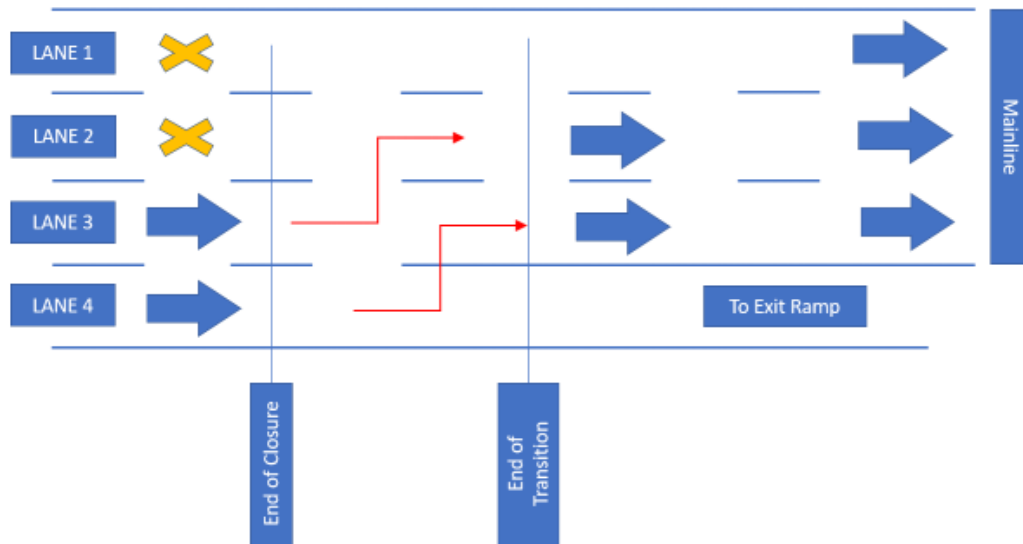 LANE 1
LANE 2
LANE 3
LANE 4
Mainline
To Exit Ramp
End of Closure
End of
Transition